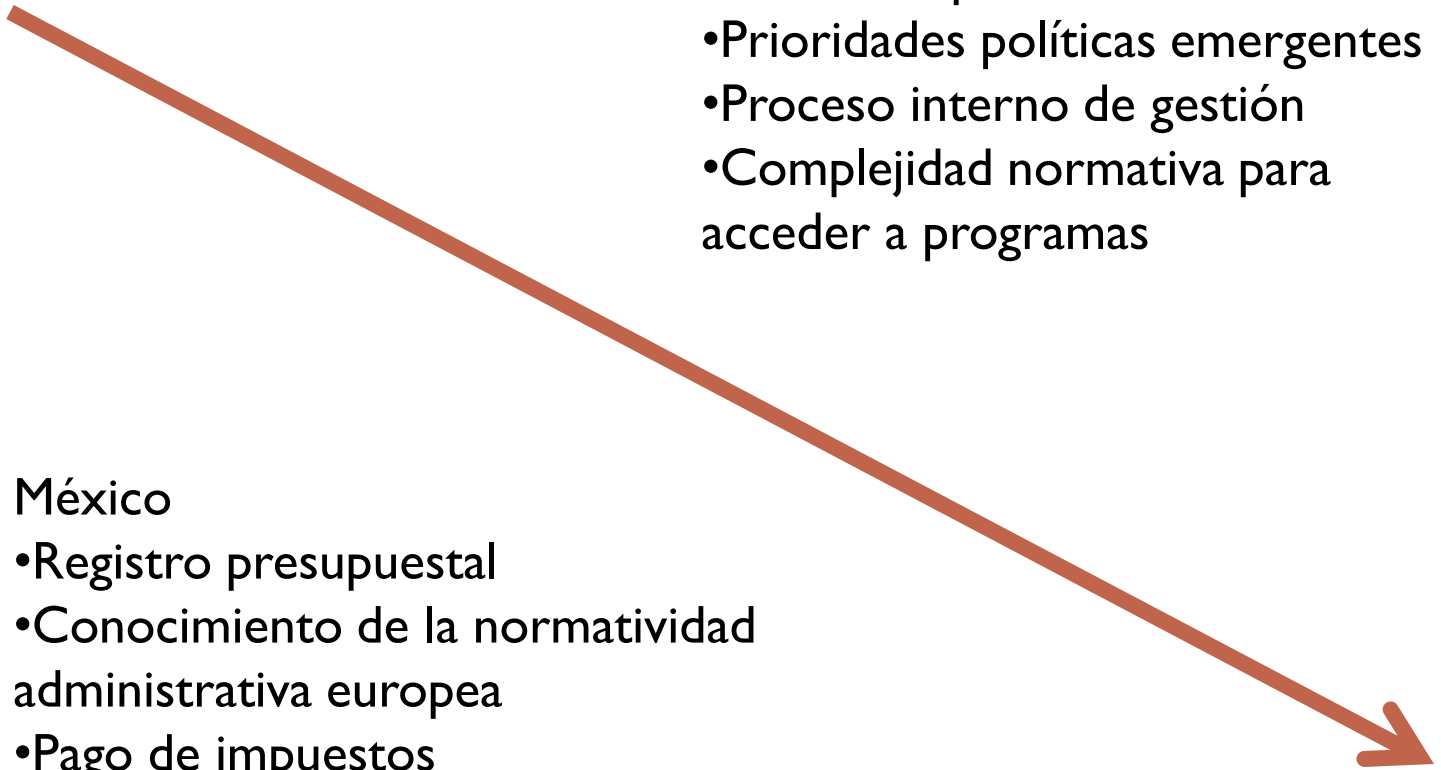 •Prioridades políticas emergentes
•Proceso interno de gestión
•Complejidad normativa para
acceder a programas
México
•Registro presupuestal
•Conocimiento de la normatividad
administrativa europea
•Pago de impuestos